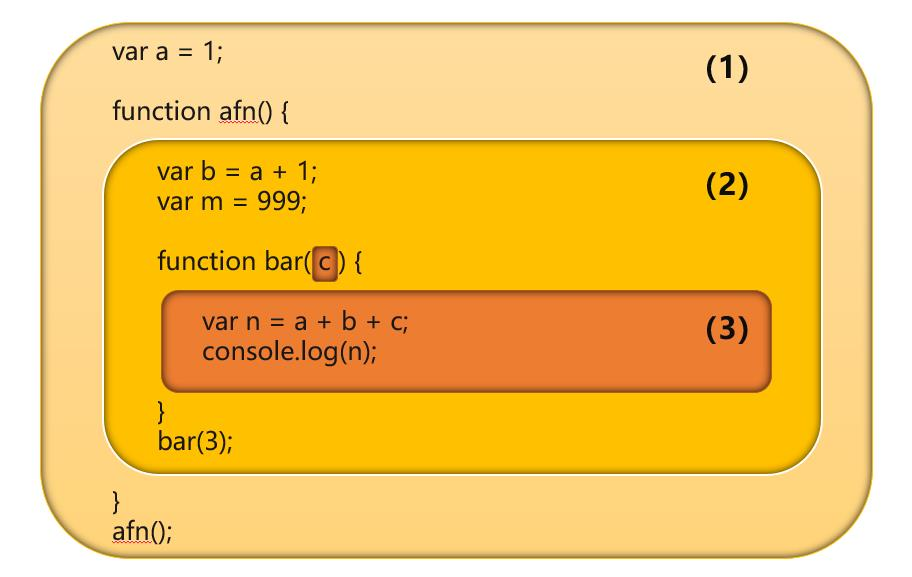 var a = 1;
(1)
function afn() {
var b = a + 1;
(2)
var m = 999;
function bar( c ) {
var n = a + b + c;
(3)
console.log(n);
}
bar(3);
}
afn();